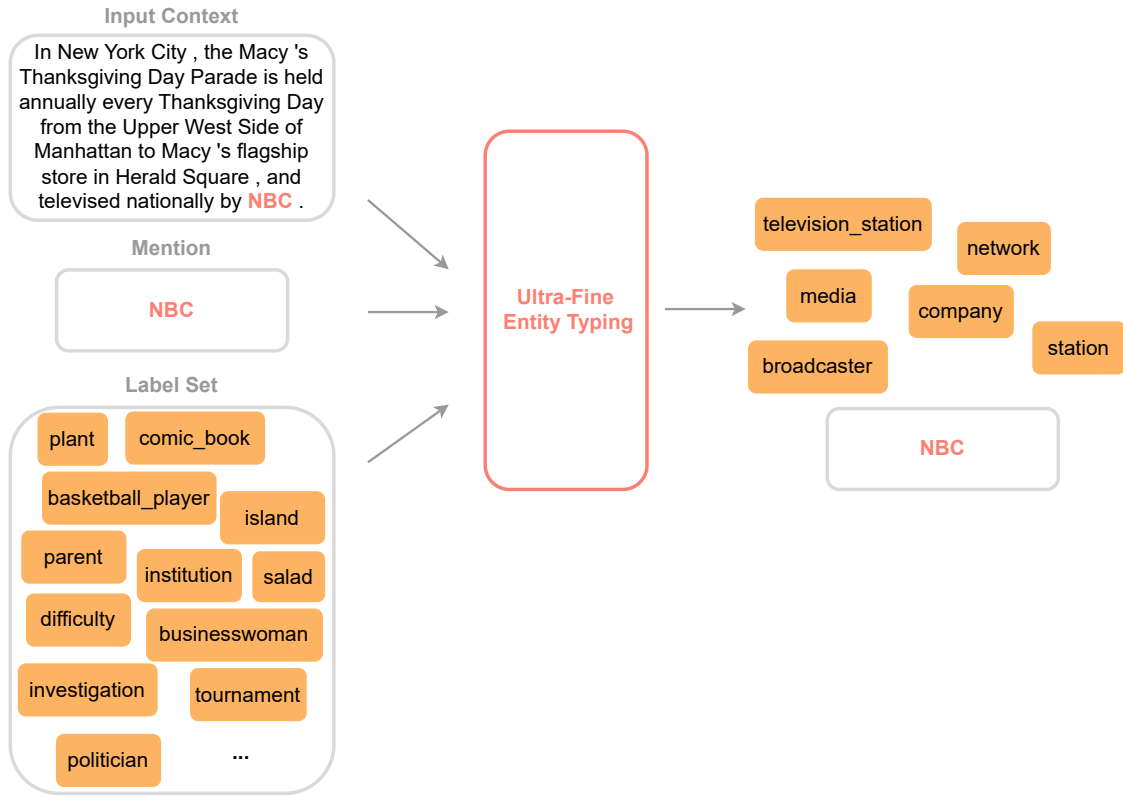 Input Context
In New York City , the Macy 's
Thanksgiving Day Parade is held
annually every Thanksgiving Day
from the Upper West Side of
Manhattan to Macy 's flagship
store in Herald Square , and
televised nationally by NBC .
Mention
NBC
Label Set
plant
comic_book
basketball_player
island
parent
institution
salad
difficulty
businesswoman
investigation
tournament
politician
...
Ultra-Fine
Entity Typing
television_station
network
media
company
station
broadcaster
NBC